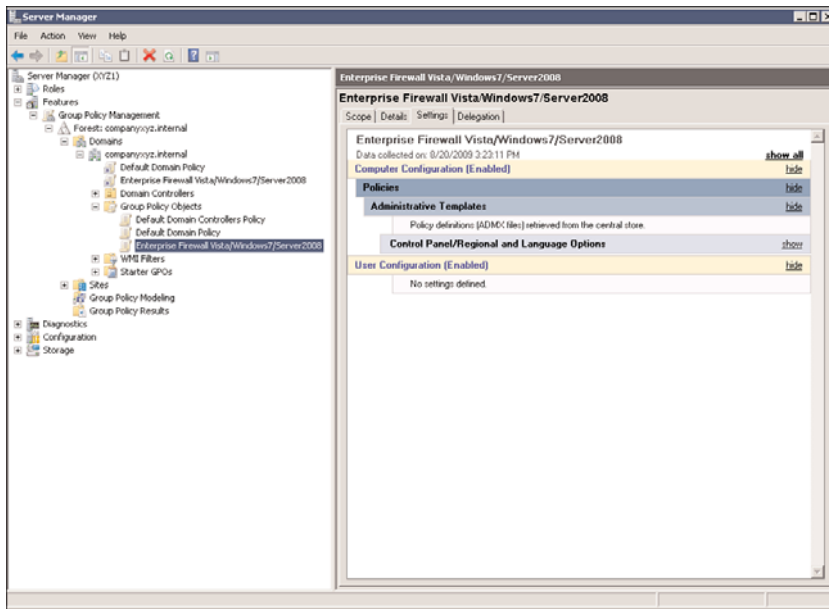 Server Manager
File Action View Help
Server Manager (XYZ1)
Roles
Features
Group Policy Management
Forest: companyxyz.internal
Domains
companyxyz.internal
Default Domain Policy
Enterprise Firewall Vista/Windows7/Server2008
Domain Controllers
Group Policy Objects
Default Domain Controllers Policy
Default Domain Policy
Enterprise Firewall Vista/Windows7/Server2008
WMI Filters
Starter GPOs
Sites
Group Policy Modeling
Group Policy Results
Diagnostics
Configuration
Storage
Enterprise Firewall Vista/Windows7/Server2008
Enterprise Firewall Vista/Windows7/Server2008
Scope Details Settings Delegation
Enterprise Firewall Vista/Windows7/Server2008
Data collected on: 8/20/2009 3:23:11 PM show all
Computer Configuration (Enabled) hide
Policies hide
Administrative Templates hide
Policy definitions (ADMX files) retrieved from the central store.
Control Panel/Regional and Language Options show
User Configuration (Enabled) hide
No settings defined.